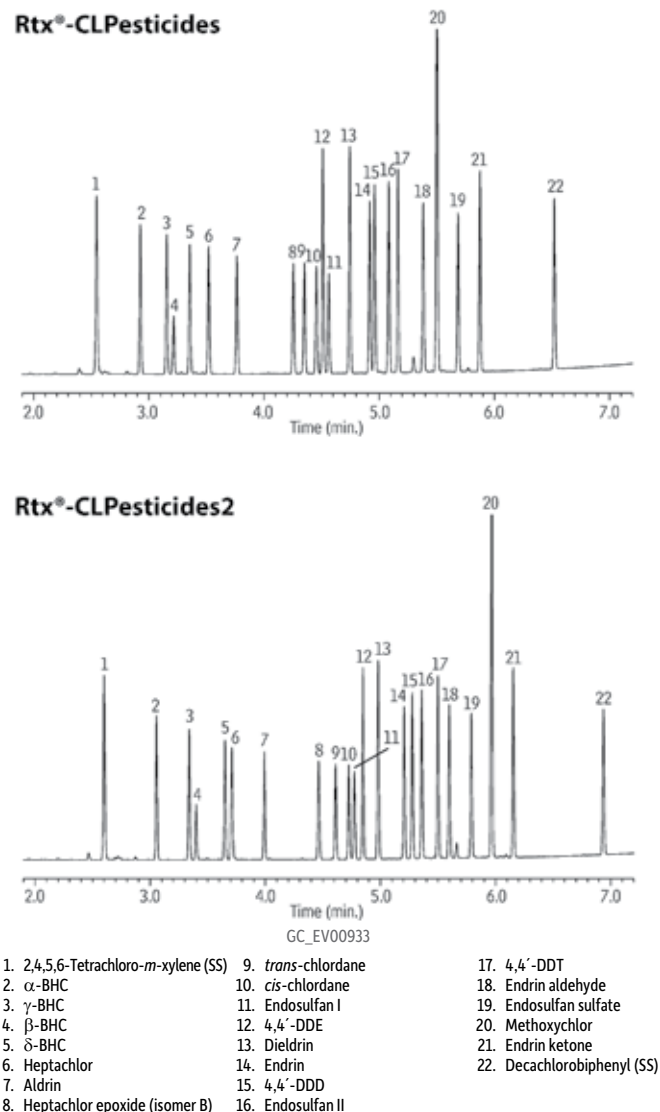 Rtx®-CLPesticides
20
12
13
1
15
16
17
21
14
18
22
2
19
3
5
6
7
8
9
10
11
4
2.0
3.0
4.0
5.0
6.0
7.0
Time (min.)
Rtx®-CLPesticides2
20
1
12
13
17
21
15
16
14
18
22
2
19
3
5
6
7
11
8
9
10
4
2.0
3.0
4.0
5.0
6.0
7.0
Time (min.)
GC_EV00933
1. 2,4,5,6-Tetrachloro-m-xylene (SS)
2. α-BHC
3. γ-BHC
4. β-BHC
5. δ-BHC
6. Heptachlor
7. Aldrin
8. Heptachlor epoxide (isomer B)
9. trans-chlordane
10. cis-chlordane
11. Endosulfan I
12. 4,4´-DDE
13. Dieldrin
14. Endrin
15. 4,4´-DDD
16. Endosulfan II
17. 4,4´-DDT
18. Endrin aldehyde
19. Endosulfan sulfate
20. Methoxychlor
21. Endrin ketone
22. Decachlorobiphenyl (SS)